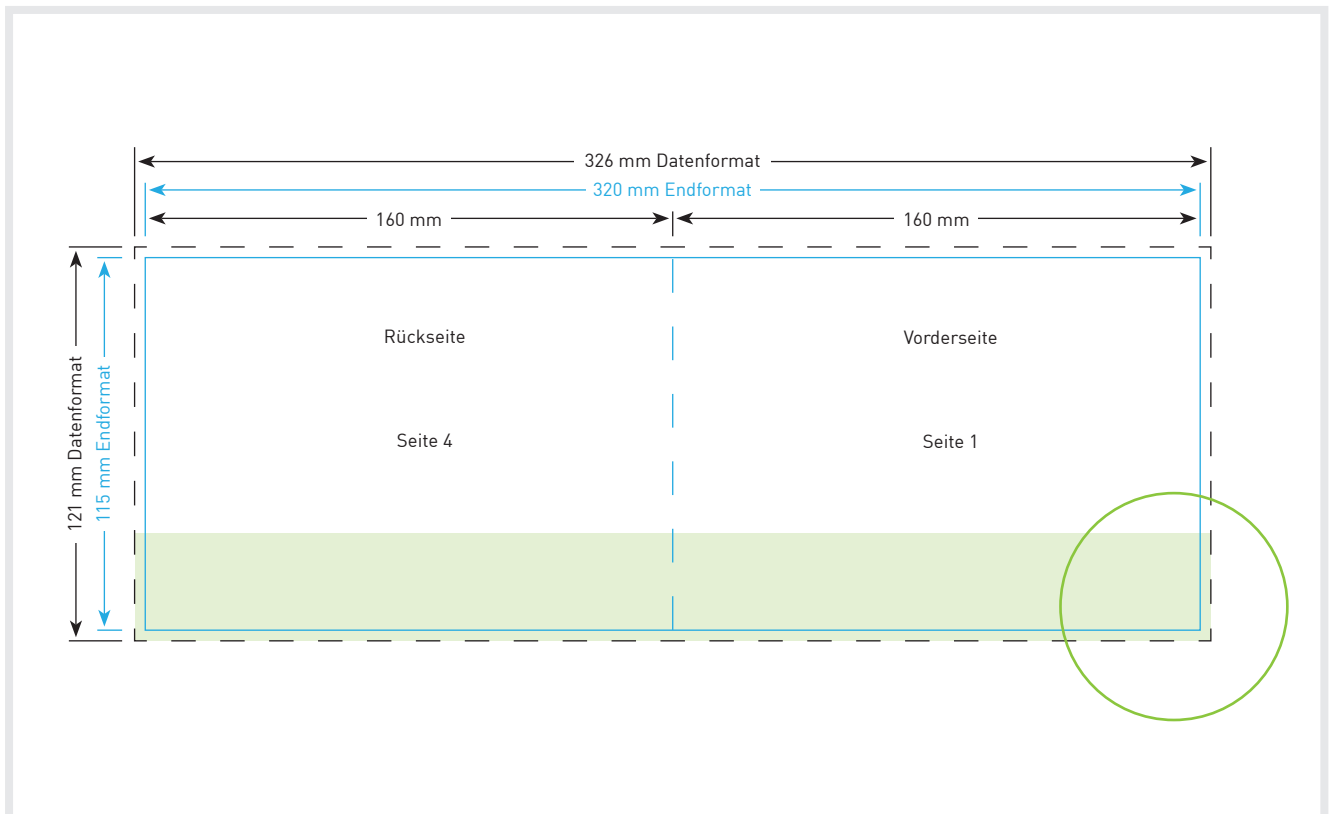 326 mm Datenformat
320 mm Endformat
160 mm
160 mm
121 mm Datenformat
115 mm Endformat
Rückseite
Vorderseite
Seite 4
Seite 1